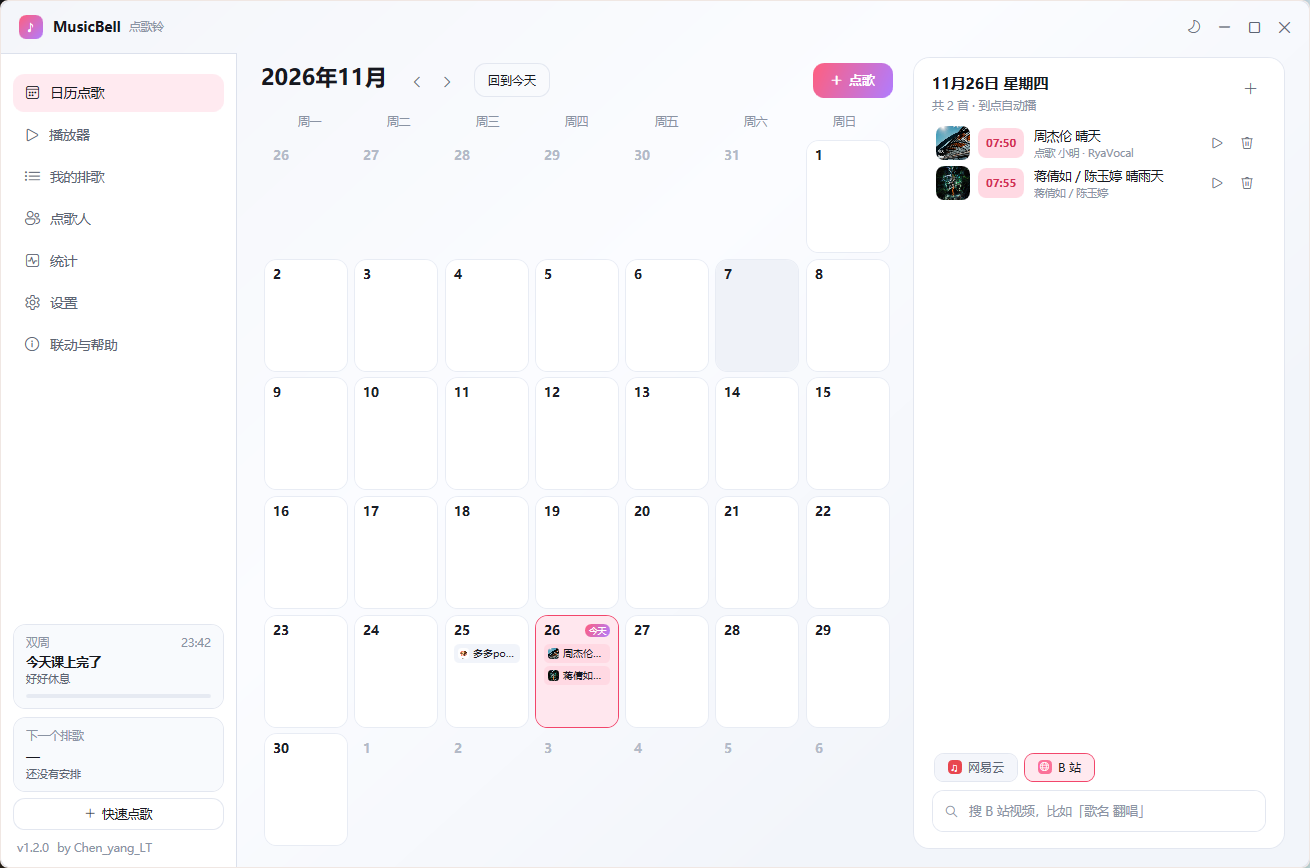 MusicBell 点歌铃
日历点歌
播放器
我的排歌
点歌人
统计
设置
联动与帮助
双周 23:42
今天课上完了
好好休息
下一个排歌
—
还没有安排
+ 快速点歌
v1.2.0 by Chen_yang_LT
2026年11月 < > 回到今天 + 点歌
周一 周二 周三 周四 周五 周六 周日
26 27 28 29 30 31 1
2 3 4 5 6 7 8
9 10 11 12 13 14 15
16 17 18 19 20 21 22
23 24 25 26 今天 27 28 29
多多po... 周杰伦...
蒋倩如...
30 1 2 3 4 5 6
11月26日 星期四
共 2 首 · 到点自动播
07:50 周杰伦 晴天
点歌 小明 · RyaVocal
07:55 蒋倩如 / 陈玉婷 晴雨天
蒋倩如 / 陈玉婷
网易云 B 站
搜 B 站视频，比如「歌名 翻唱」